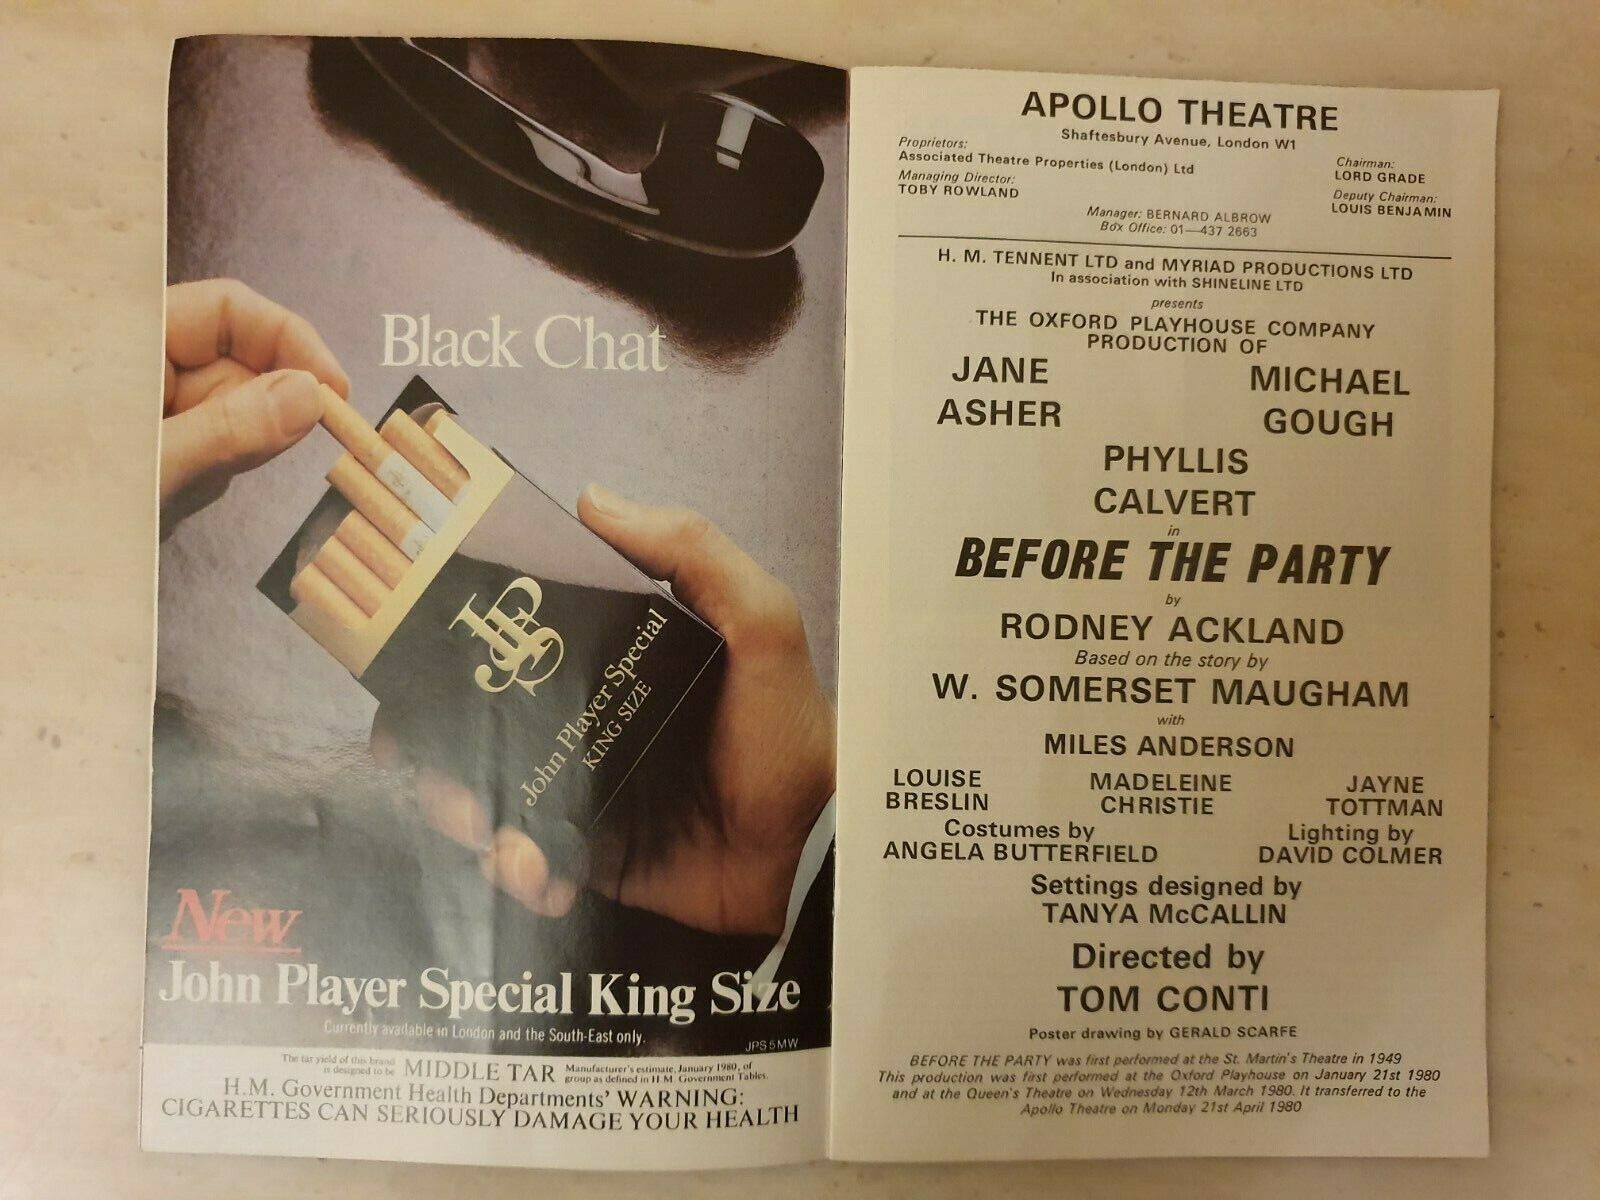 Black Chat
JPS
John Player Special
KING SIZE
New
John Player Special King Size
Currently available in London and the South-East only.
JPS 5 MW
The tar yield of this brand
is designed to be
MIDDLE TAR
Manufacturer's estimate, January 1980, of
group as defined in H.M. Government Tables.
H.M. Government Health Departments' WARNING:
CIGARETTES CAN SERIOUSLY DAMAGE YOUR HEALTH
APOLLO THEATRE
Shaftesbury Avenue, London W1
Proprietors:
Associated Theatre Properties (London) Ltd
Managing Director:
TOBY ROWLAND
Chairman:
LORD GRADE
Deputy Chairman:
LOUIS BENJAMIN
Manager: BERNARD ALBROW
Box Office: 01—437 2663
H. M. TENNENT LTD and MYRIAD PRODUCTIONS LTD
In association with SHINELINE LTD
presents
THE OXFORD PLAYHOUSE COMPANY
PRODUCTION OF
JANE
ASHER
MICHAEL
GOUGH
PHYLLIS
CALVERT
in
BEFORE THE PARTY
by
RODNEY ACKLAND
Based on the story by
W. SOMERSET MAUGHAM
with
MILES ANDERSON
LOUISE
BRESLIN
MADELEINE
CHRISTIE
JAYNE
TOTTMAN
Costumes by
ANGELA BUTTERFIELD
Lighting by
DAVID COLMER
Settings designed by
TANYA McCALLIN
Directed by
TOM CONTI
Poster drawing by GERALD SCARFE
BEFORE THE PARTY was first performed at the St. Martin's Theatre in 1949
This production was first performed at the Oxford Playhouse on January 21st 1980
and at the Queen's Theatre on Wednesday 12th March 1980. It transferred to the
Apollo Theatre on Monday 21st April 1980